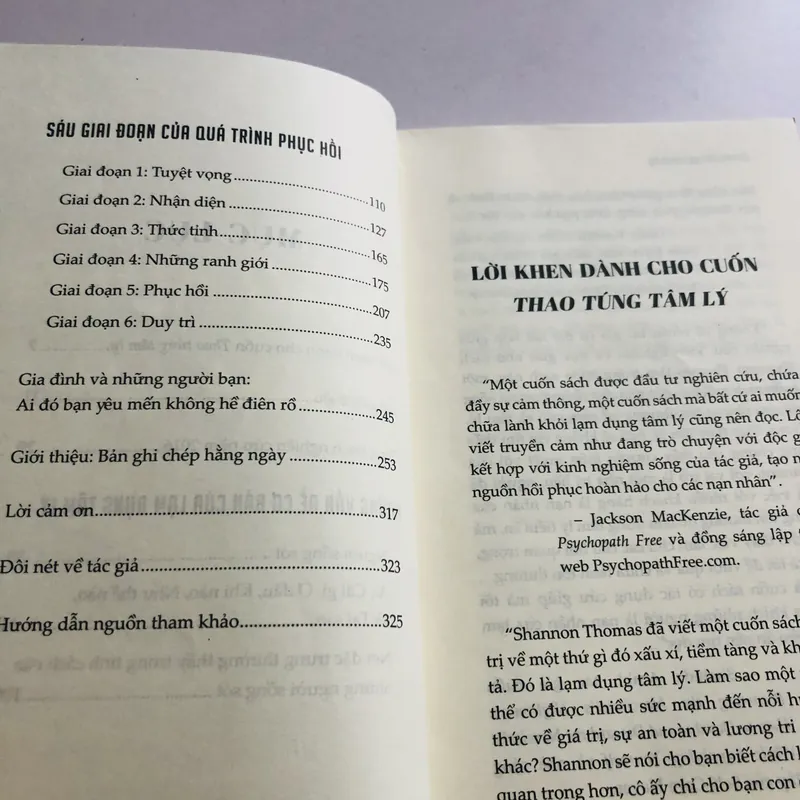 SÁU GIAI ĐOẠN CỦA QUÁ TRÌNH PHỤC HỒI
Giai đoạn 1: Tuyệt vọng 110
Giai đoạn 2: Nhận diện 127
Giai đoạn 3: Thức tỉnh 165
Giai đoạn 4: Những ranh giới 175
Giai đoạn 5: Phục hồi 207
Giai đoạn 6: Duy trì 235
Gia đình và những người bạn:
Ai đó bạn yêu mến không hề điên rồ 245
Giới thiệu: Bản ghi chép hằng ngày 253
Lời cảm ơn 317
Đôi nét về tác giả 323
Hướng dẫn nguồn tham khảo 325
LỜI KHEN DÀNH CHO CUỐN
THAO TÚNG TÂM LÝ
“Một cuốn sách được đầu tư nghiên cứu, chứa
đầy sự cảm thông, một cuốn sách mà bất cứ ai muốn
chữa lành khỏi lạm dụng tâm lý cũng nên đọc.
viết truyền cảm như đang trò chuyện với độc
kết hợp với kinh nghiệm sống của tác giả, tạo
nguồn hồi phục hoàn hảo cho các nạn nhân”.
– Jackson MacKenzie, tác giả
Psychopath Free và đồng sáng lập
web PsychopathFree.com.
“Shannon Thomas đã viết một cuốn sách
trị về một thứ gì đó xấu xí, tiềm tàng và
tả. Đó là lạm dụng tâm lý. Làm sao một
thể có được nhiều sức mạnh đến nỗi
thức về giá trị, sự an toàn và lương tri
khác? Shannon sẽ nói cho bạn biết cách
quan trọng hơn, cô ấy chỉ cho bạn con